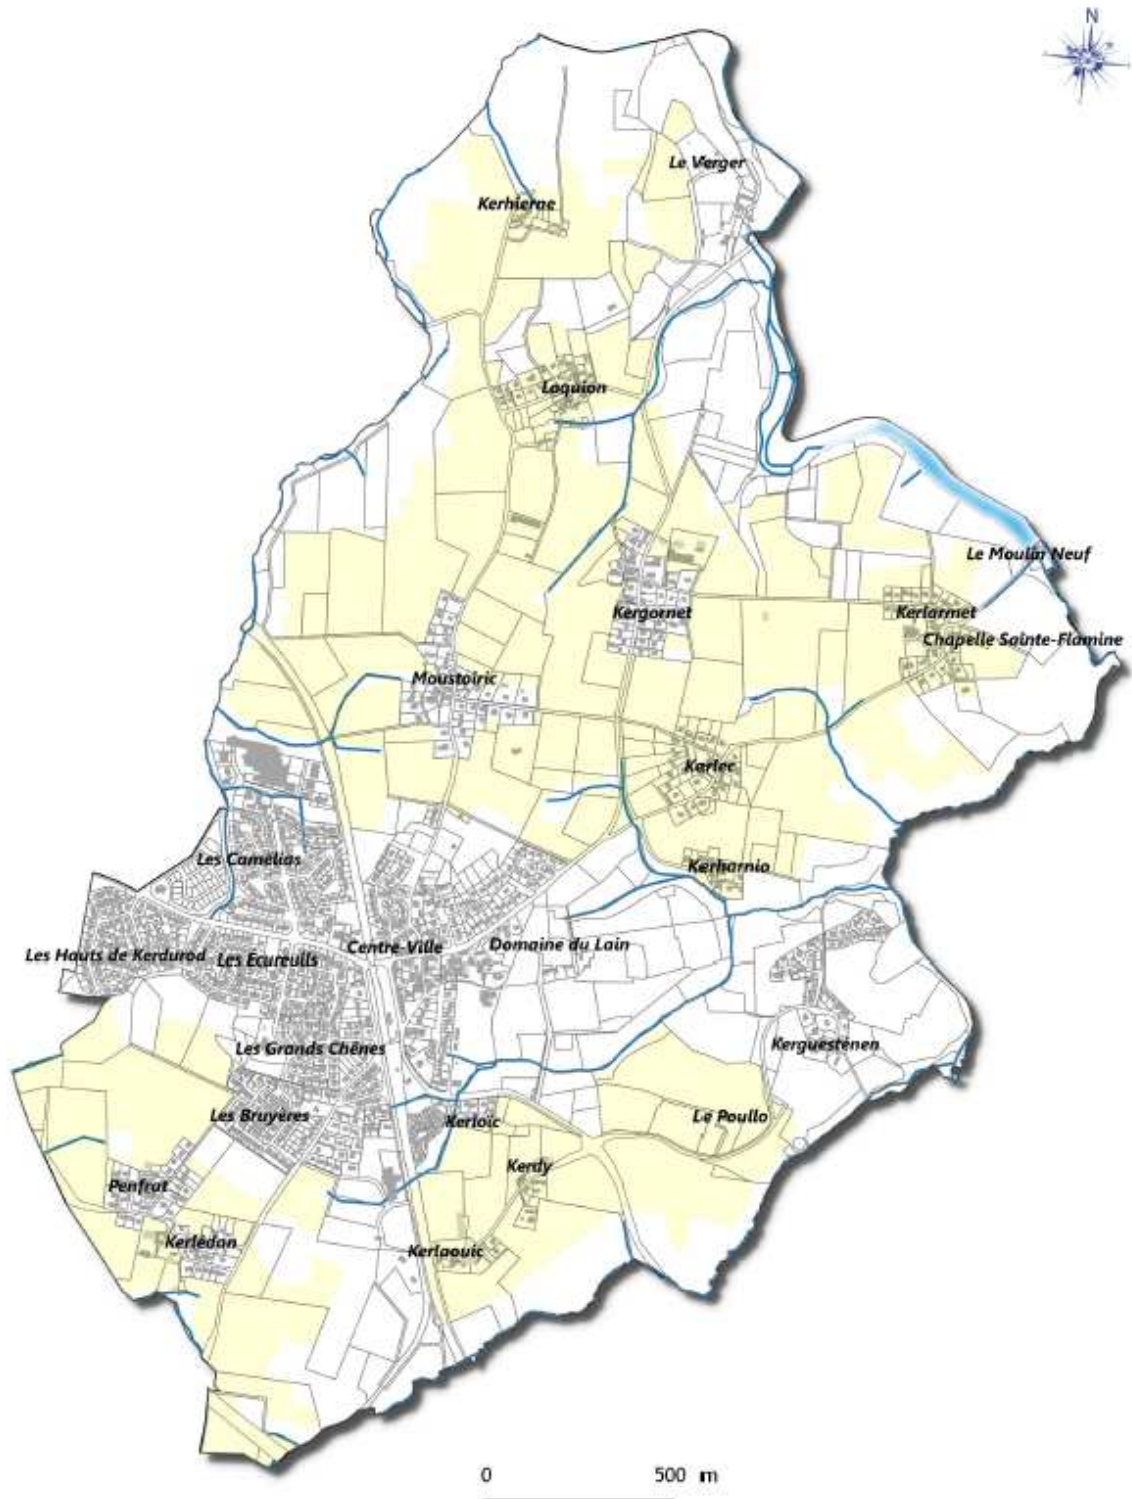 N
Le Verger
Kerhierne
Loquion
Le Moulin Neuf
Kergornet
Kerlarmet
Chapelle Sainte-Flamine
Moustoiric
Kerlec
Les Camélias
Kerharnio
Les Hauts de Kerdurod
Les Ecureuils
Centre-Ville
Domaine du Lain
Les Grands Chênes
Kerguestenen
Les Bruyères
Kerloïc
Le Poullo
Kerdy
Penfrat
Kerlédan
Kerlaouic
0 500 m